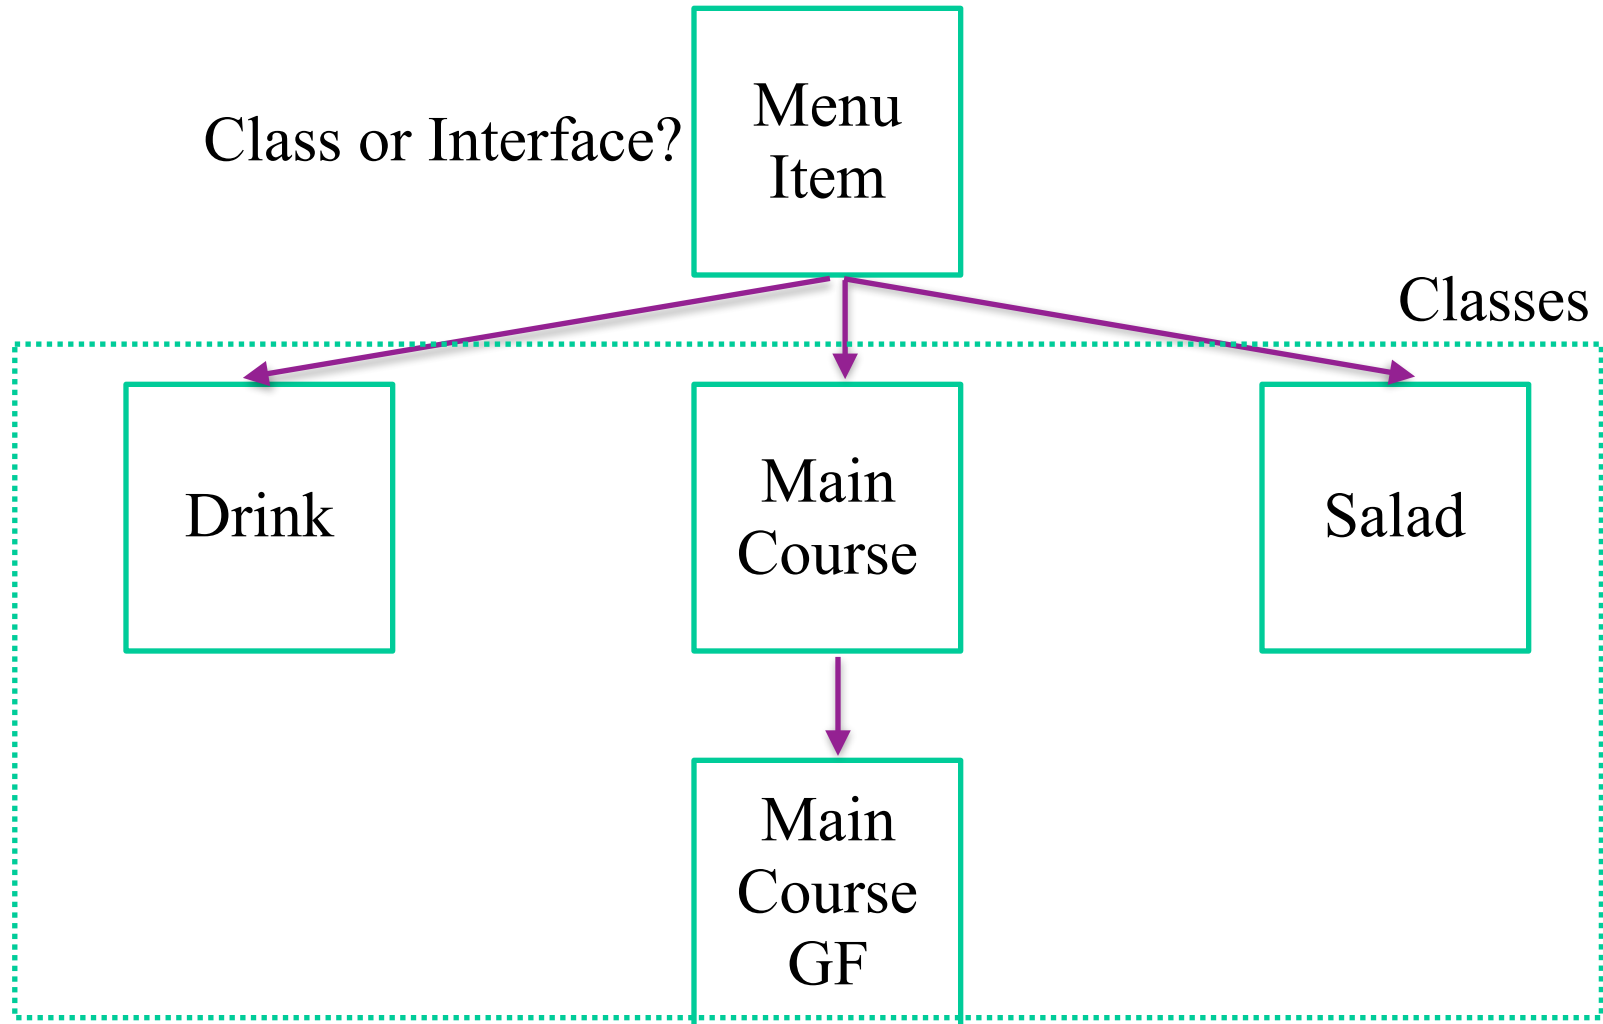 Menu
Item
Class or Interface?
Classes
Drink
Main
Course
Salad
Main
Course
GF